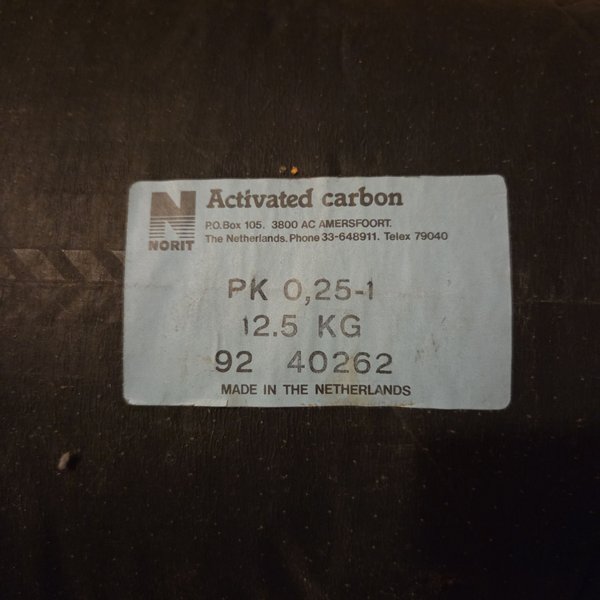 Activated carbon
P.O.Box 105. 3800 AC AMERSFOORT.
The Netherlands. Phone 33-648911. Telex 79040
NORIT
PK 0,25-1
12.5 KG
92 40262
MADE IN THE NETHERLANDS